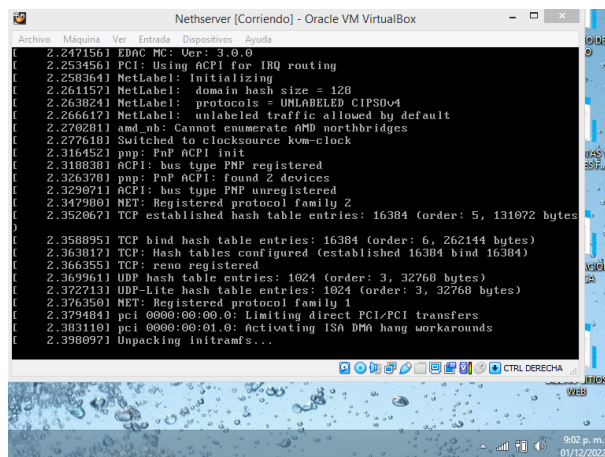 Nethserver [Corriendo] - Oracle VM VirtualBox
Archivo Máquina Ver Entrada Dispositivos Ayuda
[ 2.247156] EDAC MC: Ver: 3.0.0
[ 2.253456] PCI: Using ACPI for IRQ routing
[ 2.258364] NetLabel: Initializing
[ 2.261157] NetLabel:  domain hash size = 128
[ 2.263824] NetLabel:  protocols = UNLABELED CIPSOv4
[ 2.266617] NetLabel:  unlabeled traffic allowed by default
[ 2.270281] amd_nb: Cannot enumerate AMD northbridges
[ 2.277618] Switched to clocksource kvm-clock
[ 2.316452] pnp: PnP ACPI init
[ 2.318838] ACPI: bus type PNP registered
[ 2.326378] pnp: PnP ACPI: found 2 devices
[ 2.329071] ACPI: bus type PNP unregistered
[ 2.347980] NET: Registered protocol family 2
[ 2.352067] TCP established hash table entries: 16384 (order: 5, 131072 bytes
)
[ 2.358895] TCP bind hash table entries: 16384 (order: 6, 262144 bytes)
[ 2.363817] TCP: Hash tables configured (established 16384 bind 16384)
[ 2.366355] TCP: reno registered
[ 2.369961] UDP hash table entries: 1024 (order: 3, 32768 bytes)
[ 2.372713] UDP-Lite hash table entries: 1024 (order: 3, 32768 bytes)
[ 2.376350] NET: Registered protocol family 1
[ 2.379484] pci 0000:00:00.0: Limiting direct PCI/PCI transfers
[ 2.383110] pci 0000:00:01.0: Activating ISA DMA hang workarounds
[ 2.398097] Unpacking initramfs...
CTRL DERECHA
WEB
9:02 p. m.
01/12/2022